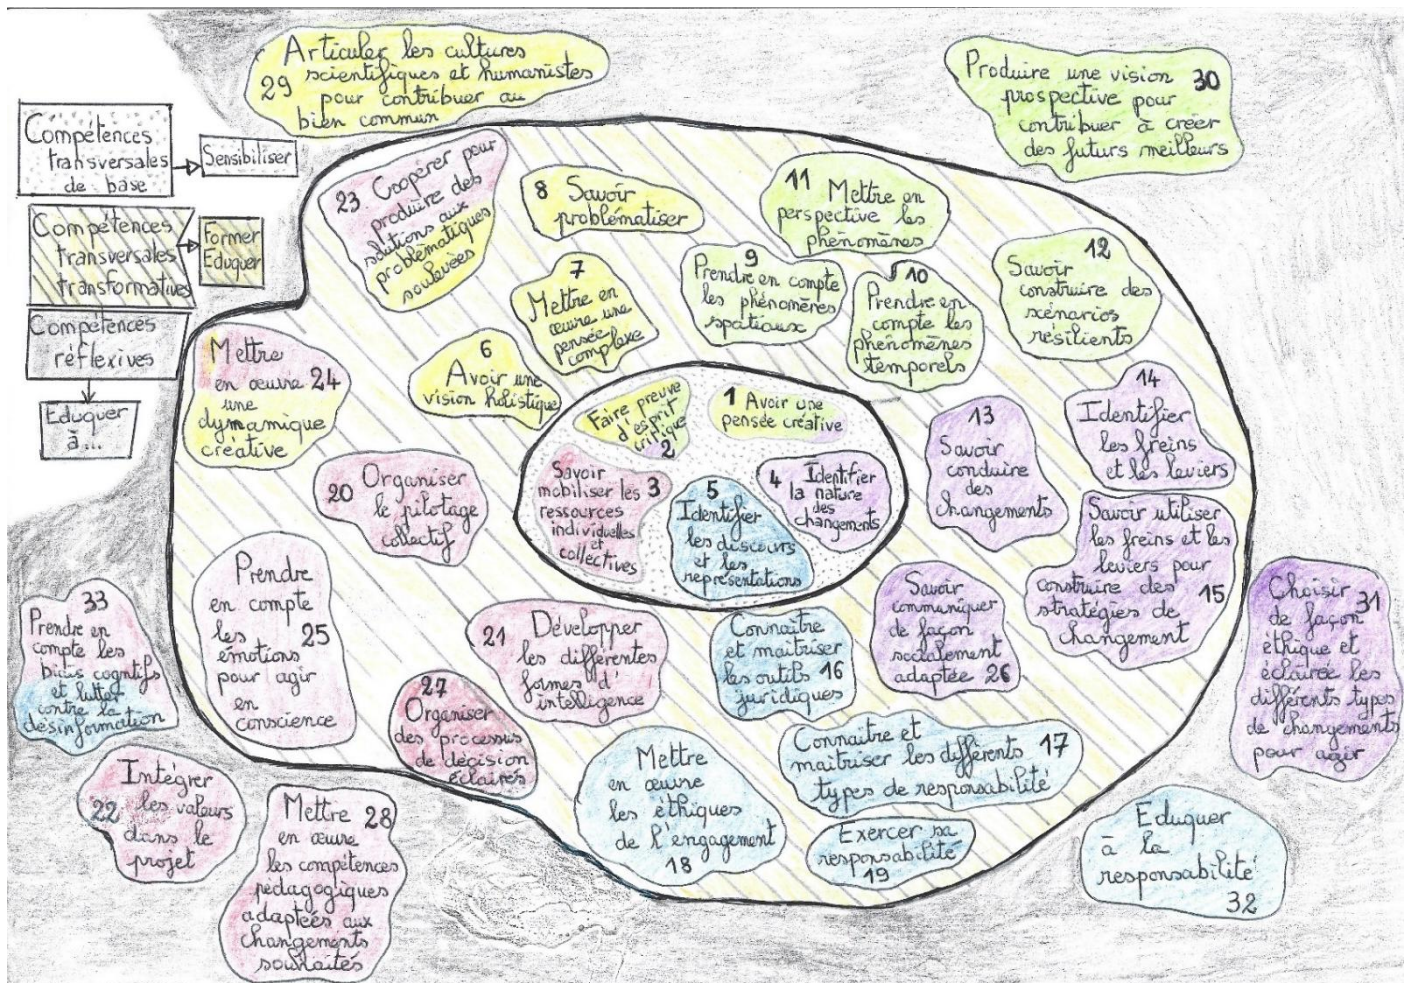 Articuler les cultures
29 scientifiques et humanistes
pour contribuer au
bien commun
Produire une vision 30
prospective pour
contribuer à créer
des futurs meilleurs
Compétences
transversales
de base
Sensibiliser
Compétences
transversales
transformatives
Former
Eduquer
Compétences
réflexives
Eduquer
à...
23 Coopérer pour
produire des
solutions aux
problématiques
soulevées
8 Savoir
problématiser
11 Mettre en
perspective les
phénomènes
7
Mettre en
œuvre une
pensée
complexe
9
Prendre en compte
les phénomènes
spatiaux
10
Prendre en
compte les
phénomènes
temporels
12
Savoir
construire des
scénarios
résilients
Mettre
en œuvre 24
une
dynamique
créative
6
Avoir une
vision holistique
Faire preuve
d'esprit
critique
2
1 Avoir une
pensée créative
Savoir
mobiliser les 3
ressources
individuelles
et
collectives
4 Identifier
la nature
des
changements
5
Identifier
les discours
et les
représentations
13
Savoir
conduire
des
changements
14
Identifier
les freins
et les leviers
Savoir utiliser
les freins et les
leviers pour
construire des 15
stratégies de
changement
20 Organiser
le pilotage
collectif
Prendre
en compte
les 25
émotions
pour agir
en
conscience
21 Développer
les différentes
formes d'
intelligence
Connaître
et maîtriser
les outils 16
juridiques
Savoir
communiquer
de façon
socialement
adaptée 26
Choisir 31
de façon
éthique et
éclairée les
différents types
de changements
pour agir
33
Prendre en
compte les
biais cognitifs
et lutter
contre la
désinformation
27
Organiser
des processus
de décision
éclairés
Mettre
en œuvre
les éthiques
de l'engagement
18
Connaitre et
maitriser les différents 17
types de responsabilité
Exercer sa
responsabilité
19
Intégrer
22 les valeurs
dans le
projet
Mettre 28
en œuvre
les compétences
pédagogiques
adaptées aux
changements
souhaités
Eduquer
à la
responsabilité
32